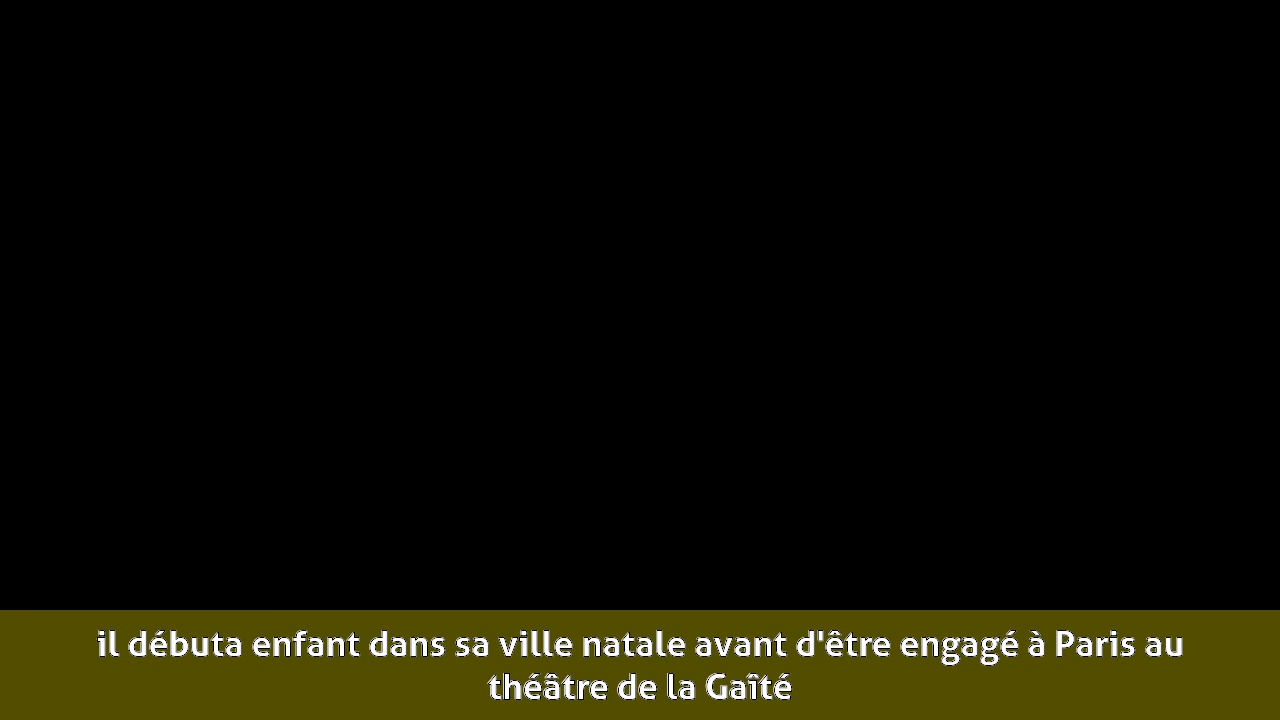 il débuta enfant dans sa ville natale avant d'être engagé à Paris au
théâtre de la Gaîté